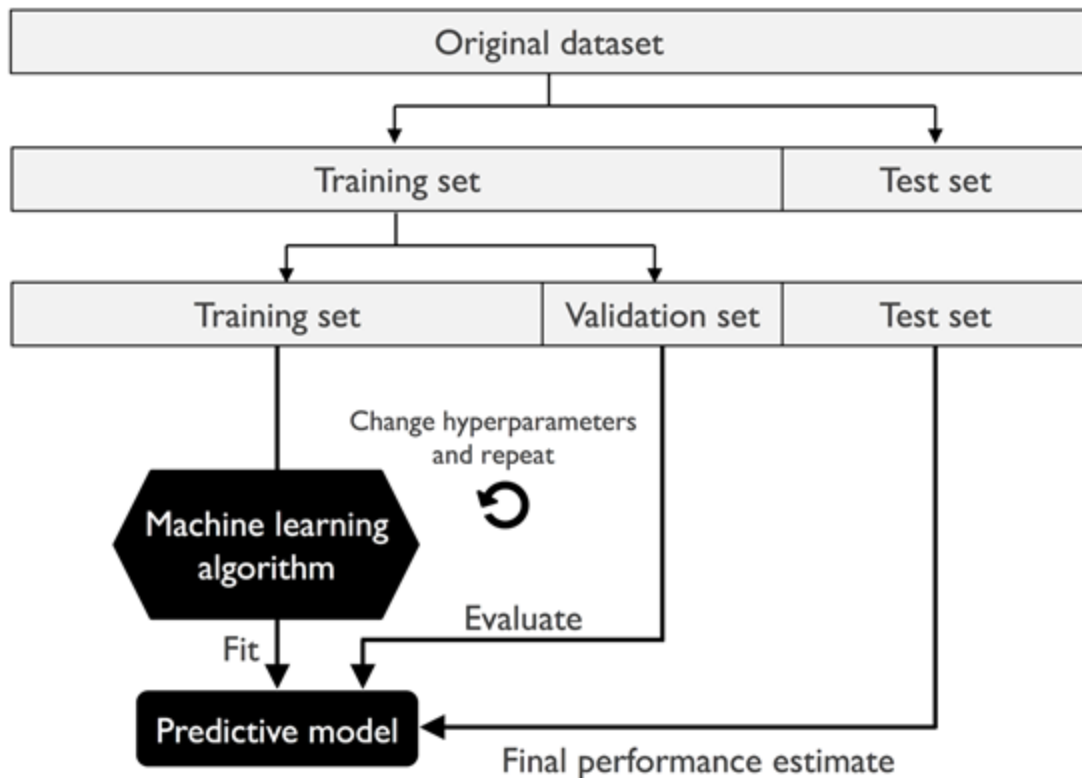 Original dataset
Training set
Test set
Training set
Validation set
Test set
Change hyperparameters
and repeat
Machine learning
algorithm
Evaluate
Fit
Predictive model
Final performance estimate